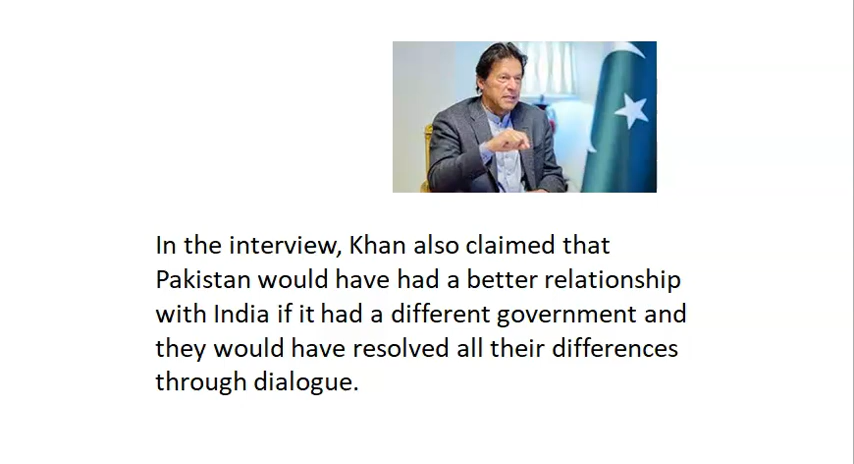 In the interview, Khan also claimed that
Pakistan would have had a better relationship
with India if it had a different government and
they would have resolved all their differences
through dialogue.